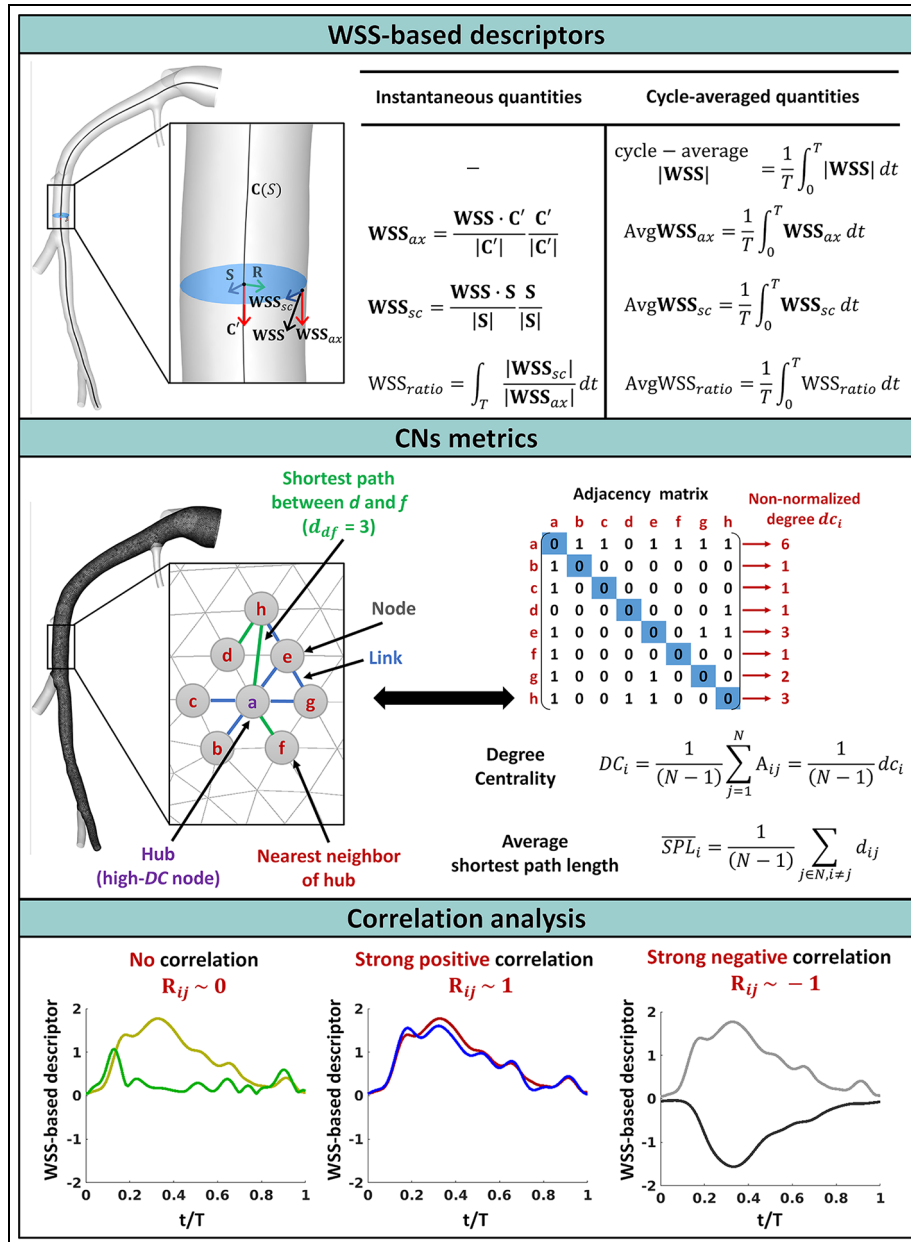 WSS-based descriptors
Instantaneous quantities
Cycle-averaged quantities
C(S)
S
R
WSS_sc
C'
WSS
WSS_ax
–
cycle − average |WSS| = 1/T ∫_0^T |WSS| dt
WSS_ax = (WSS · C')/|C'| C'/|C'|
AvgWSS_ax = 1/T ∫_0^T WSS_ax dt
WSS_sc = (WSS · S)/|S| S/|S|
AvgWSS_sc = 1/T ∫_0^T WSS_sc dt
WSS_ratio = ∫_T |WSS_sc|/|WSS_ax| dt
AvgWSS_ratio = 1/T ∫_0^T WSS_ratio dt
CNs metrics
Shortest path
between d and f
(d_df = 3)
h
d
e
c
a
g
b
f
Node
Link
Hub
(high-DC node)
Nearest neighbor
of hub
Adjacency matrix
Non-normalized
degree dc_i
a b c d e f g h
a 0 1 1 0 1 1 1 1 6
b 1 0 0 0 0 0 0 0 1
c 1 0 0 0 0 0 0 0 1
d 0 0 0 0 0 0 0 1 1
e 1 0 0 0 0 0 1 1 3
f 1 0 0 0 0 0 0 0 1
g 1 0 0 0 1 0 0 0 2
h 1 0 0 1 1 0 0 0 3
Degree
Centrality
DC_i = 1/(N−1) ∑_{j=1}^N A_ij = 1/(N−1) dc_i
Average
shortest path length
S̅P̅L̅_i = 1/(N−1) ∑_{j∈N,i≠j} d_ij
Correlation analysis
No correlation
R_ij ~ 0
WSS-based descriptor
2
1
0
-1
-2
0 0.2 0.4 0.6 0.8 1
t/T
Strong positive correlation
R_ij ~ 1
WSS-based descriptor
2
1
0
-1
-2
0 0.2 0.4 0.6 0.8 1
t/T
Strong negative correlation
R_ij ~ − 1
WSS-based descriptor
2
1
0
-1
-2
0 0.2 0.4 0.6 0.8 1
t/T